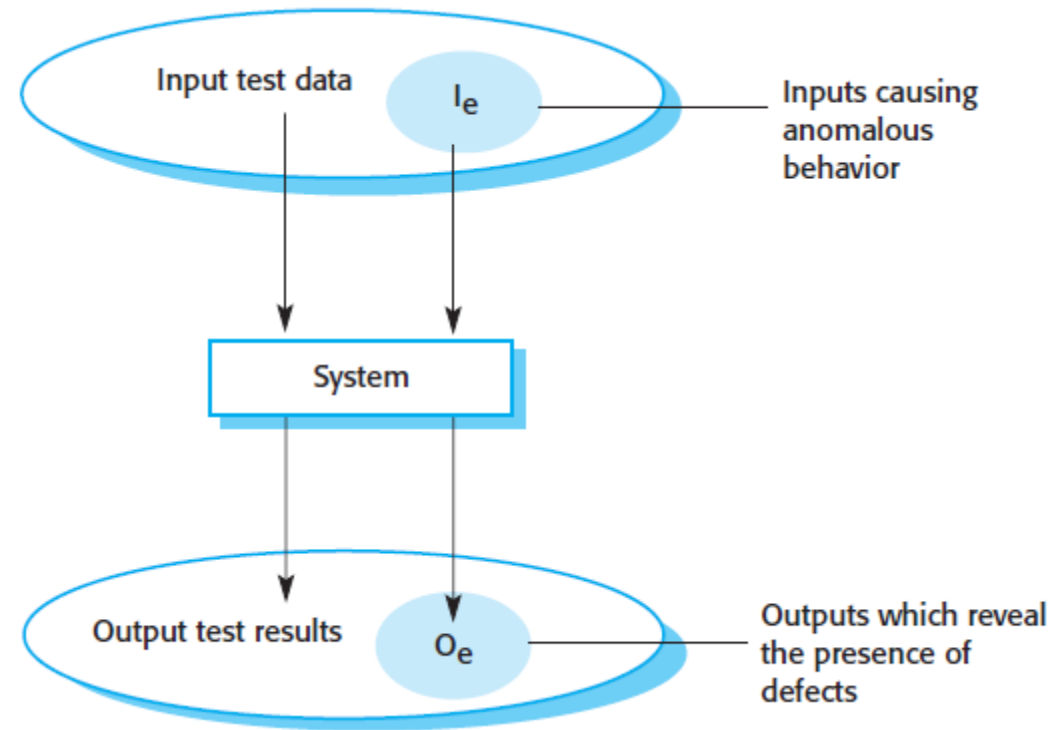 Input test data
Ie
Inputs causing
anomalous
behavior
System
Output test results
Oe
Outputs which reveal
the presence of
defects